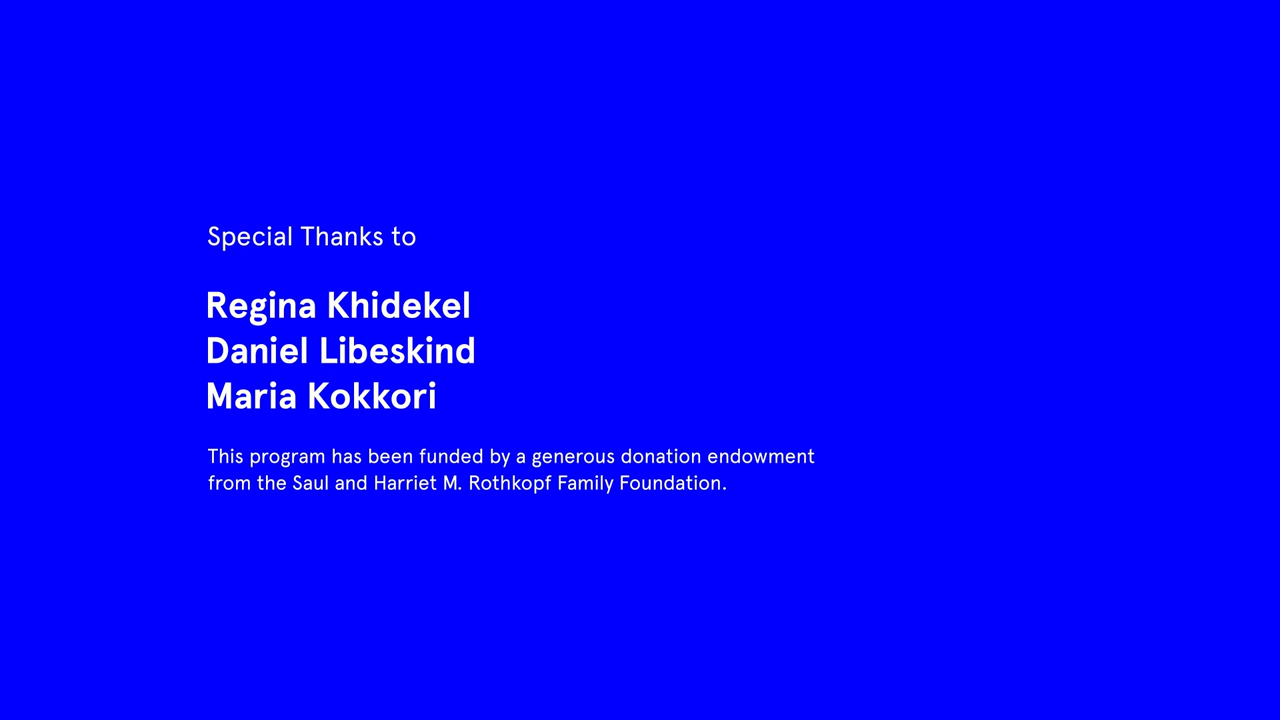 Special Thanks to
Regina Khidekel
Daniel Libeskind
Maria Kokkori
This program has been funded by a generous donation endowment
from the Saul and Harriet M. Rothkopf Family Foundation.